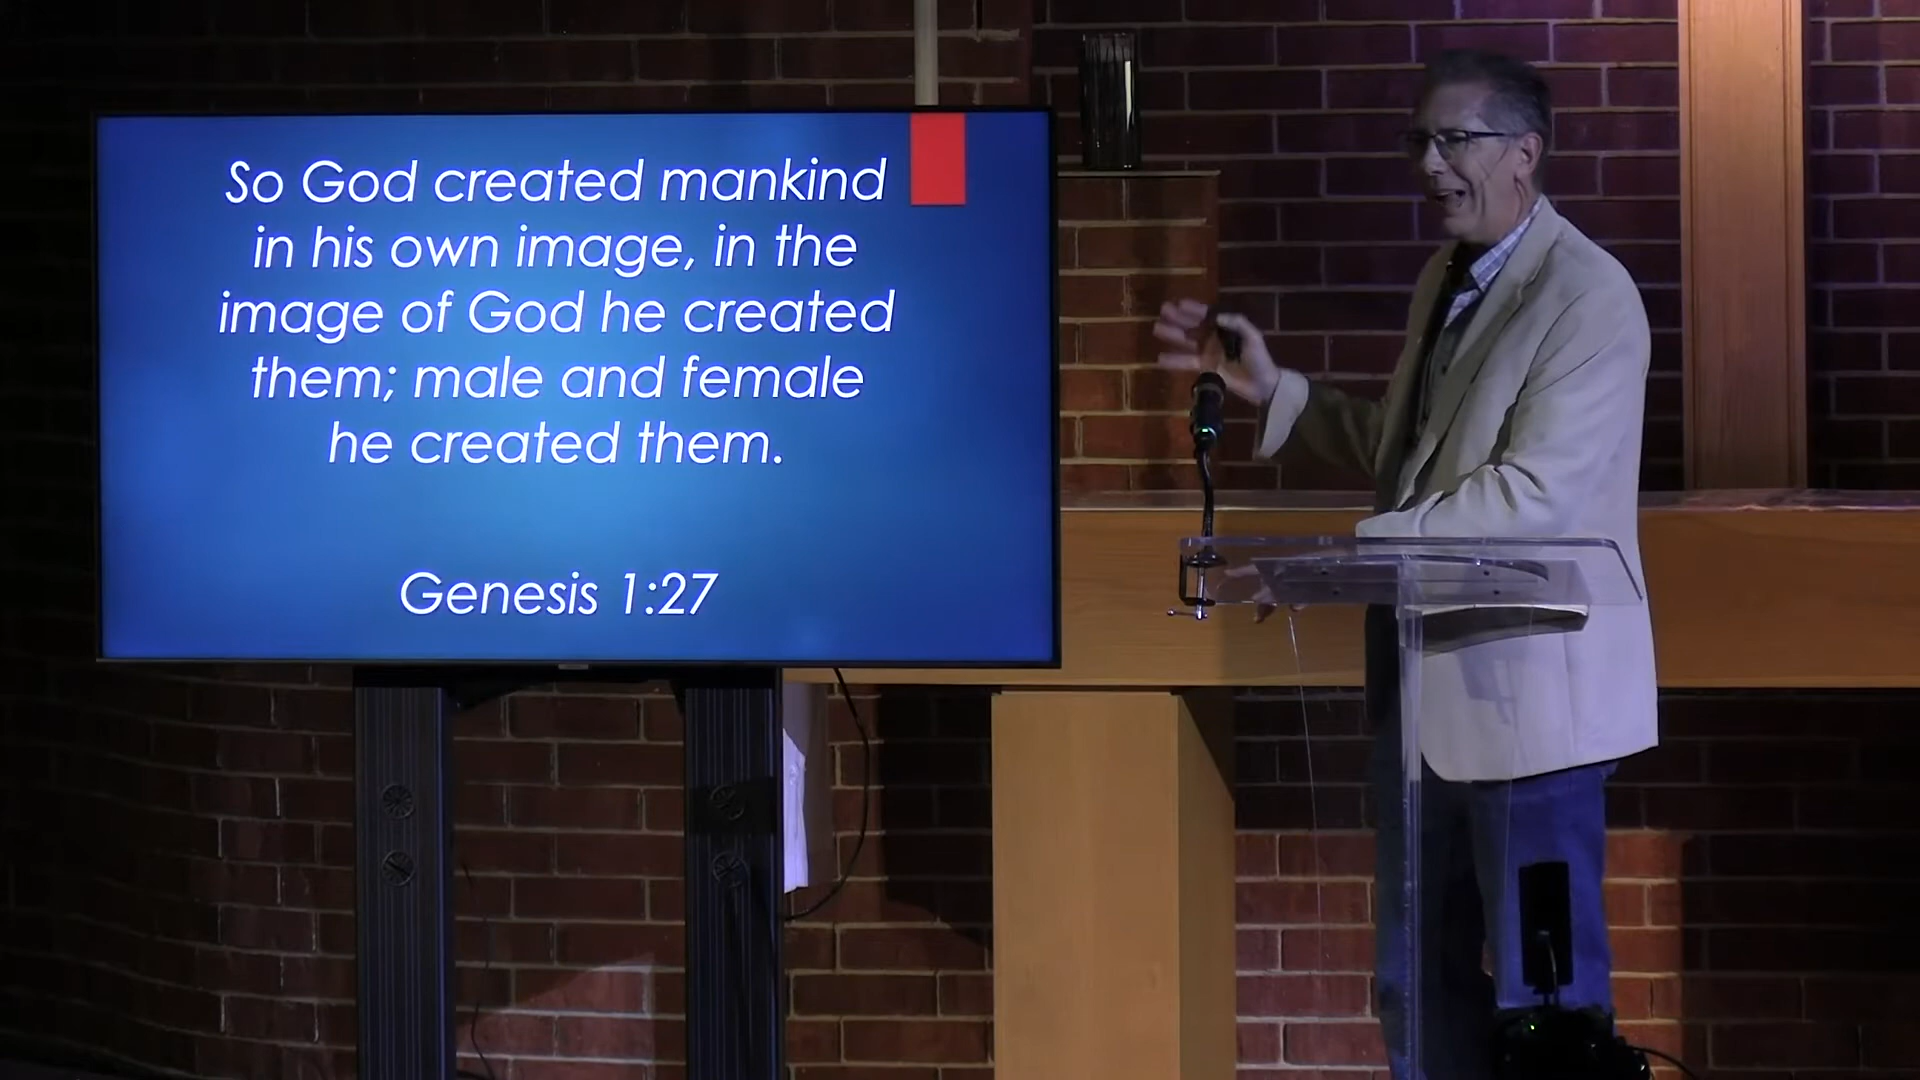 So God created mankind
in his own image, in the
image of God he created
them; male and female
he created them.
Genesis 1:27